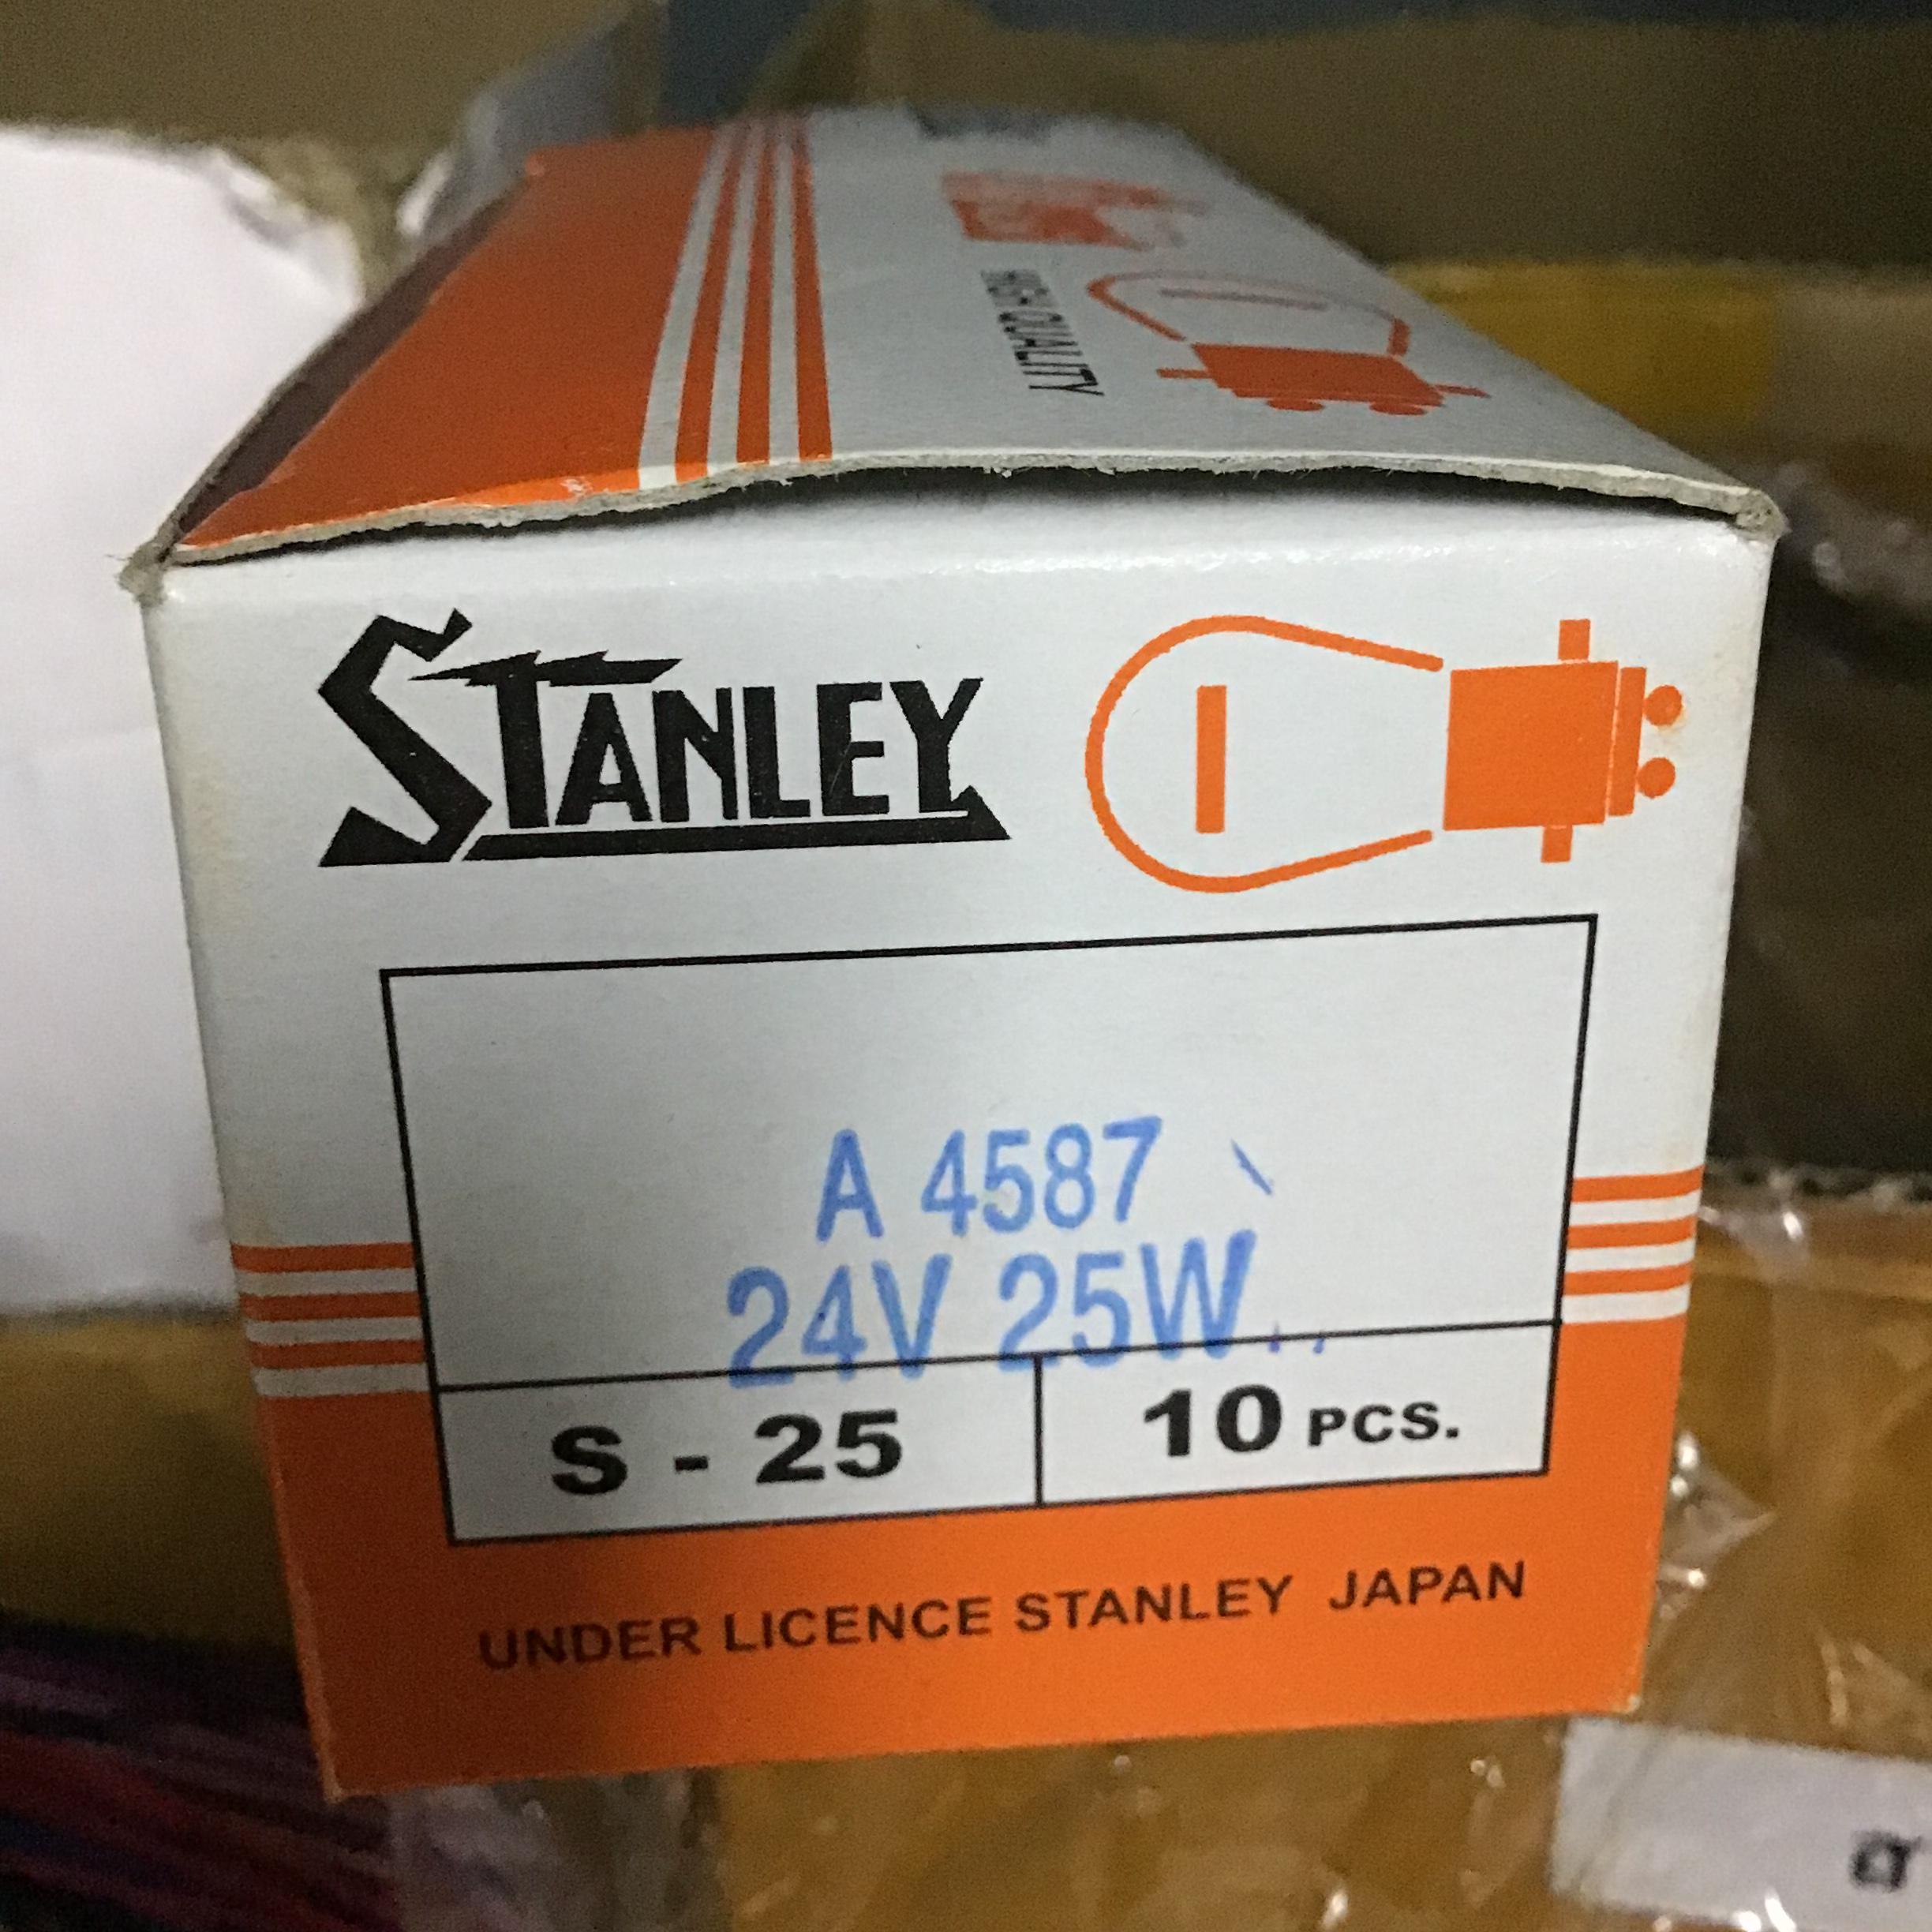 HIGH QUALITY
STANLEY
A 4587
24V 25W
S - 25
10 PCS.
UNDER LICENCE STANLEY JAPAN